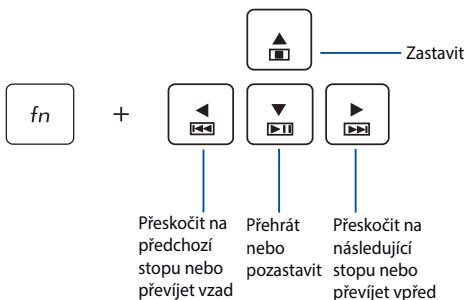 Zastavit
fn +
Přeskočit na
předchozí
stopu nebo
převíjet vzad
Přehrát
nebo
pozastavit
Přeskočit na
následující
stopu nebo
převíjet vpřed